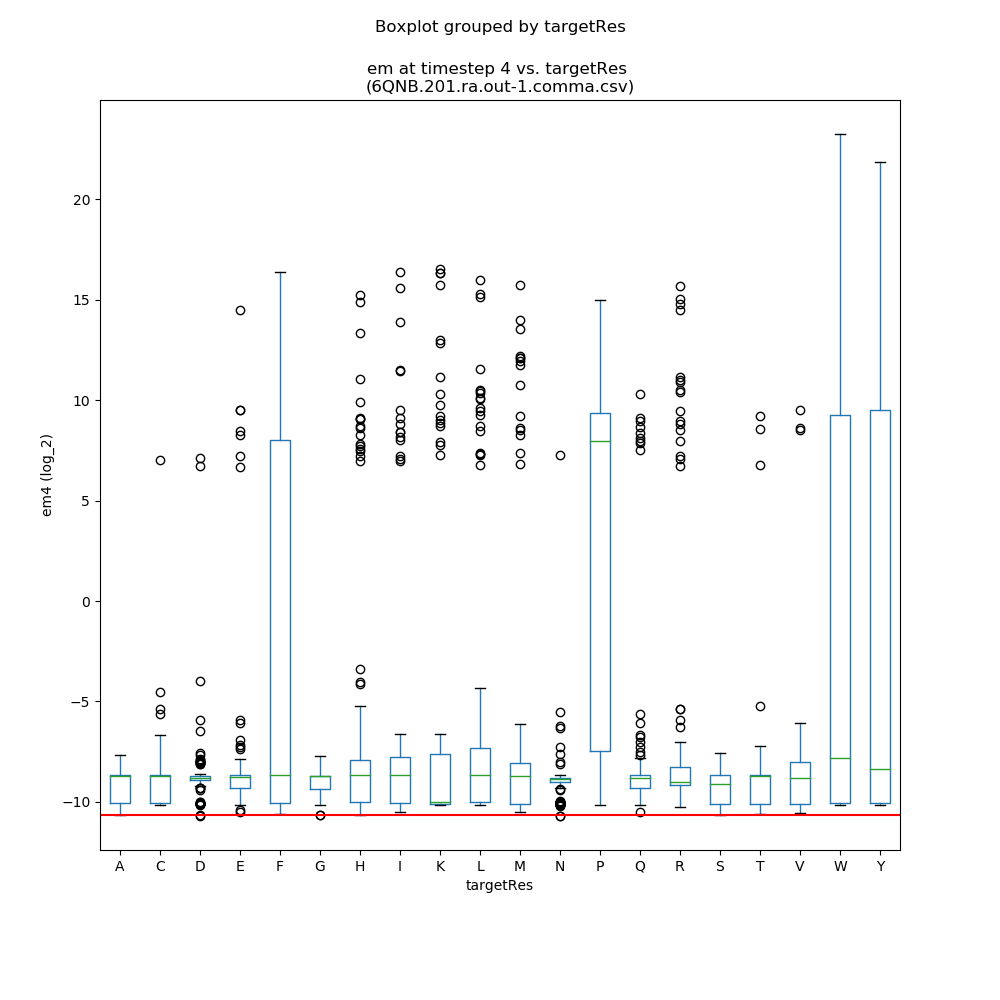 Boxplot grouped by targetRes
em at timestep 4 vs. targetRes
(6QNB.201.ra.out-1.comma.csv)
20
15
10
5
0
−5
−10
em4 (log_2)
A C D E F G H I K L M N P Q R S T V W Y
targetRes